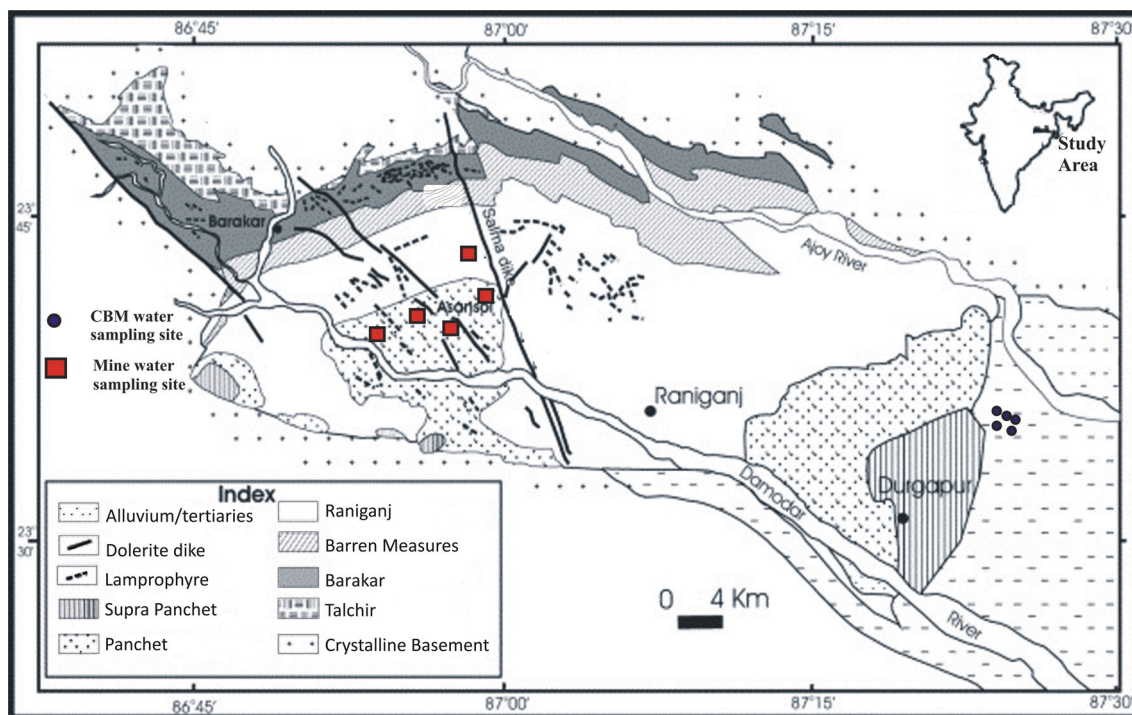 86°45'
87°00'
87°15'
87°30'
Study
Area
23°
45'
Barakar
Salma dike
Ajoy River
Asansol
CBM water
sampling site
Mine water
sampling site
Raniganj
Damodar
River
Durgapur
23°
30'
0 4 Km
Index
Alluvium/tertiaries
Dolerite dike
Lamprophyre
Supra Panchet
Panchet
Raniganj
Barren Measures
Barakar
Talchir
Crystalline Basement
86°45'
87°00'
87°15'
87°30'